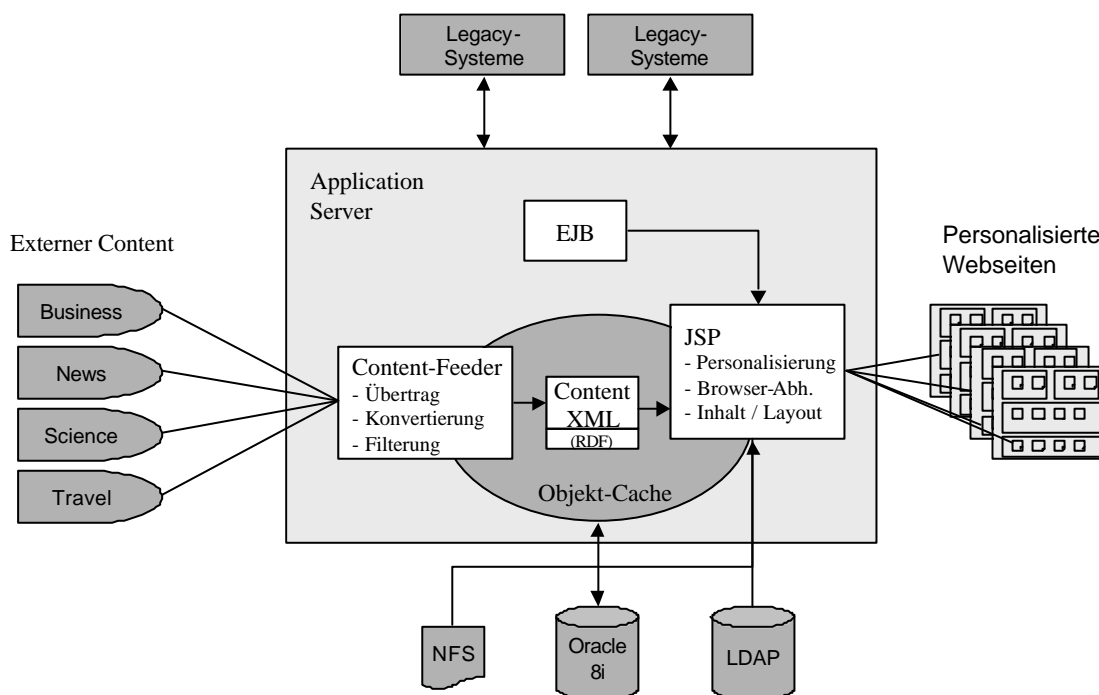 Legacy-
Systeme
Legacy-
Systeme
Application
Server
EJB
Externer Content
Business
News
Science
Travel
Content-Feeder
- Übertrag
- Konvertierung
- Filterung
Content
XML
(RDF)
Objekt-Cache
JSP
- Personalisierung
- Browser-Abh.
- Inhalt / Layout
Personalisierte
Webseiten
NFS
Oracle
8i
LDAP